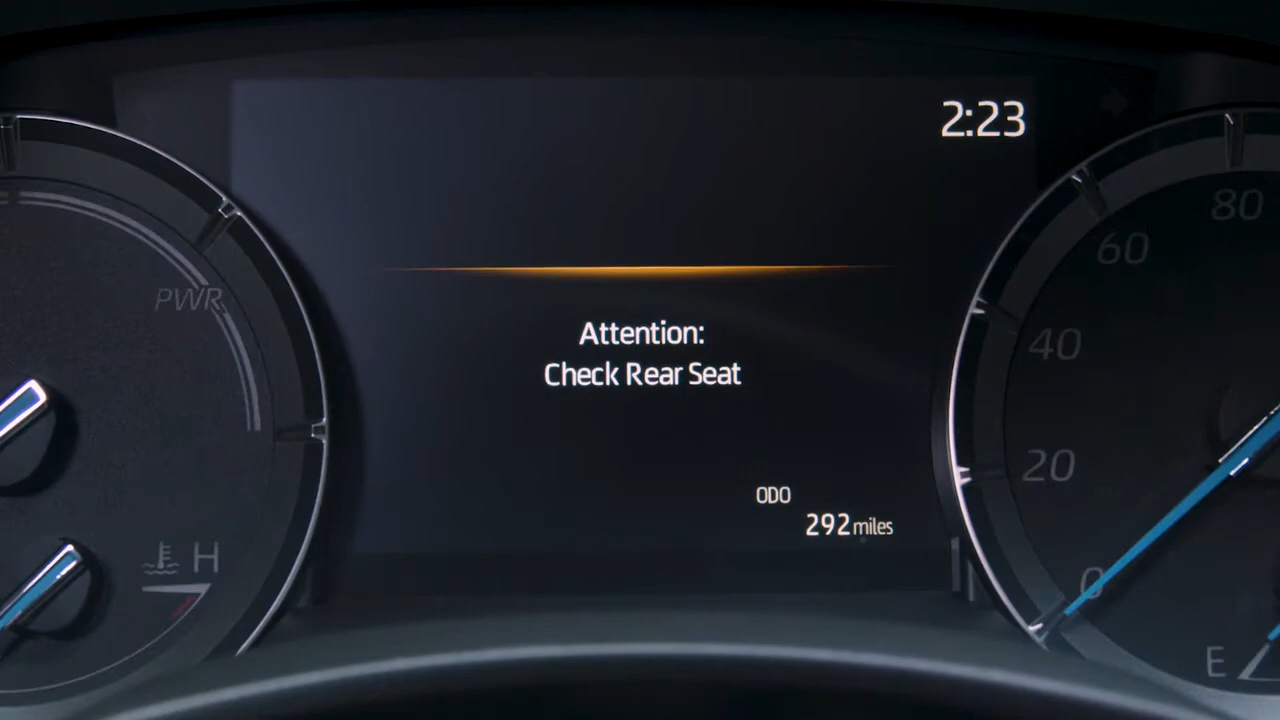 2:23
PWR
80
60
Attention:
40
Check Rear Seat
20
ODO
292 miles
H
0
E